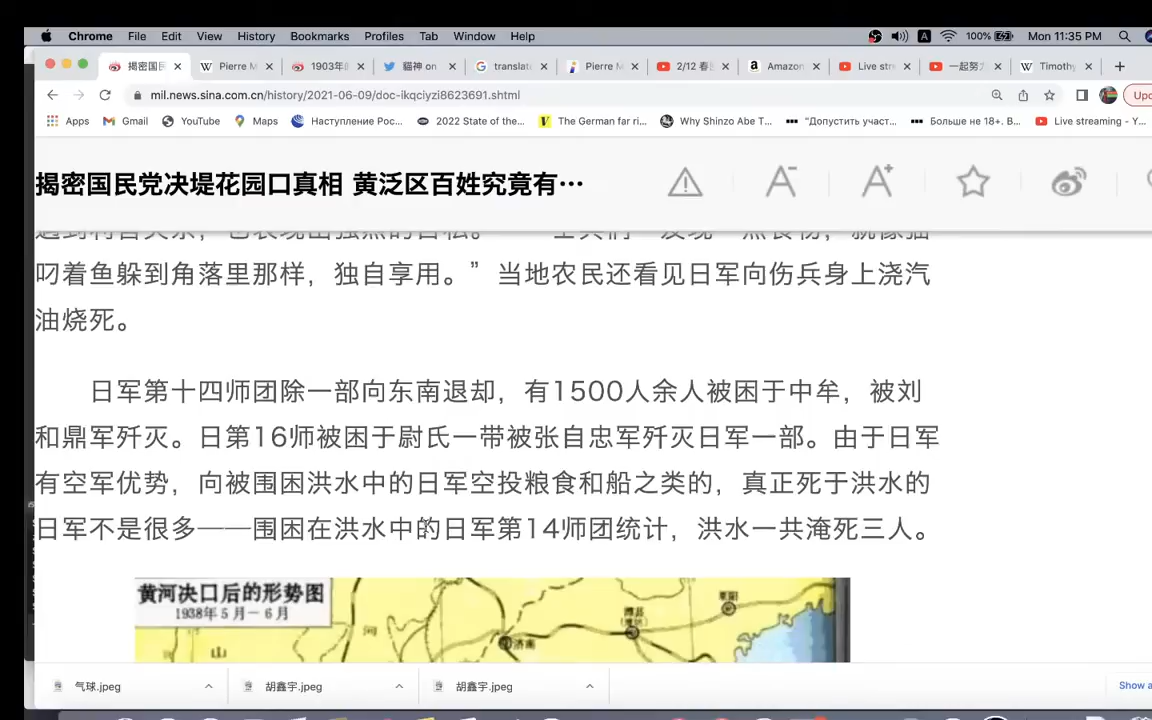 Chrome File Edit View History Bookmarks Profiles Tab Window Help 100% Mon 11:35 PM
揭密国民 Pierre M 1903年 貓神 on translat Pierre M 2/12 春 Amazon Live str 一起努 Timothy
mil.news.sina.com.cn/history/2021-06-09/doc-ikqciyzi8623691.shtml
Apps Gmail YouTube Maps Наступление Рос... 2022 State of the... The German far ri... Why Shinzo Abe T... "Допустить участ... Больше не 18+. В... Live streaming - Y...
揭密国民党决堤花园口真相 黄泛区百姓究竟有…
叼着鱼躲到角落里那样，独自享用。”当地农民还看见日军向伤兵身上浇汽
油烧死。
日军第十四师团除一部向东南退却，有1500人余人被困于中牟，被刘
和鼎军歼灭。日第16师被困于尉氏一带被张自忠军歼灭日军一部。由于日军
有空军优势，向被围困洪水中的日军空投粮食和船之类的，真正死于洪水的
日军不是很多——围困在洪水中的日军第14师团统计，洪水一共淹死三人。
黄河决口后的形势图
1938年5月－6月
河
山
济南
气球.jpeg 胡鑫宇.jpeg 胡鑫宇.jpeg Show a